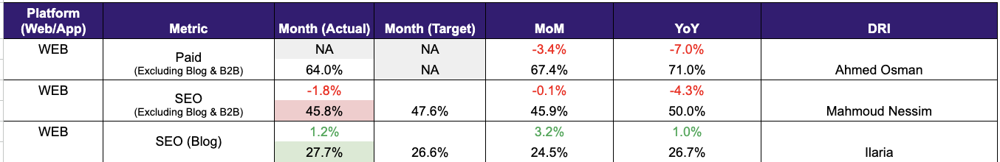 Platform
(Web/App) Metric Month (Actual) Month (Target) MoM YoY DRI
WEB Paid NA NA -3.4% -7.0%
(Excluding Blog & B2B) 64.0% NA 67.4% 71.0% Ahmed Osman
WEB SEO -1.8% -0.1% -4.3%
(Excluding Blog & B2B) 45.8% 47.6% 45.9% 50.0% Mahmoud Nessim
WEB SEO (Blog) 1.2% 3.2% 1.0%
27.7% 26.6% 24.5% 26.7% Ilaria